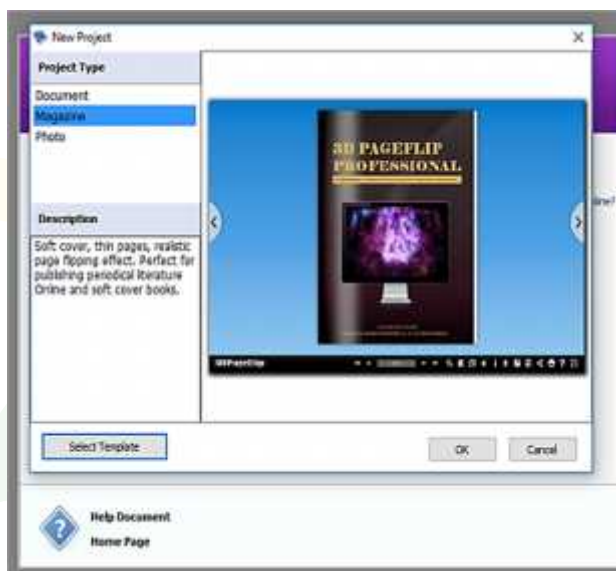 New Project
Project Type
Document
Magazine
Photo
Description
Soft cover, thin pages, realistic
page flipping effect. Perfect for
publishing periodical literature
Online and soft cover books.
3D PAGEFLIP
PROFESSIONAL
3DPageFlip
Select Template
OK
Cancel
Help Document
Home Page